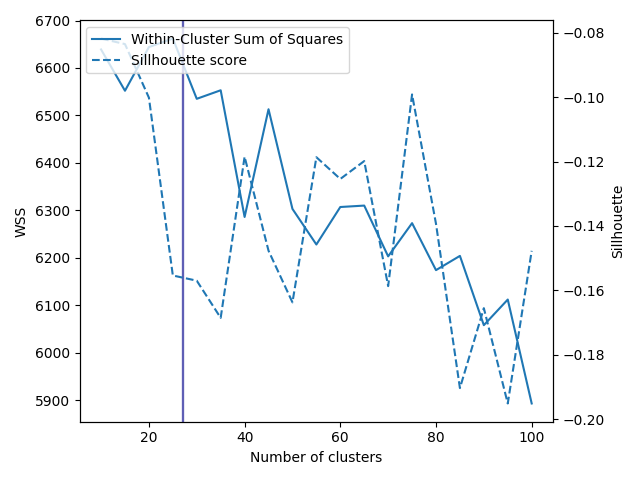 Within-Cluster Sum of Squares
Sillhouette score
6700
6600
6500
6400
6300
6200
6100
6000
5900
WSS
−0.08
−0.10
−0.12
−0.14
−0.16
−0.18
−0.20
Sillhouette
20 40 60 80 100
Number of clusters